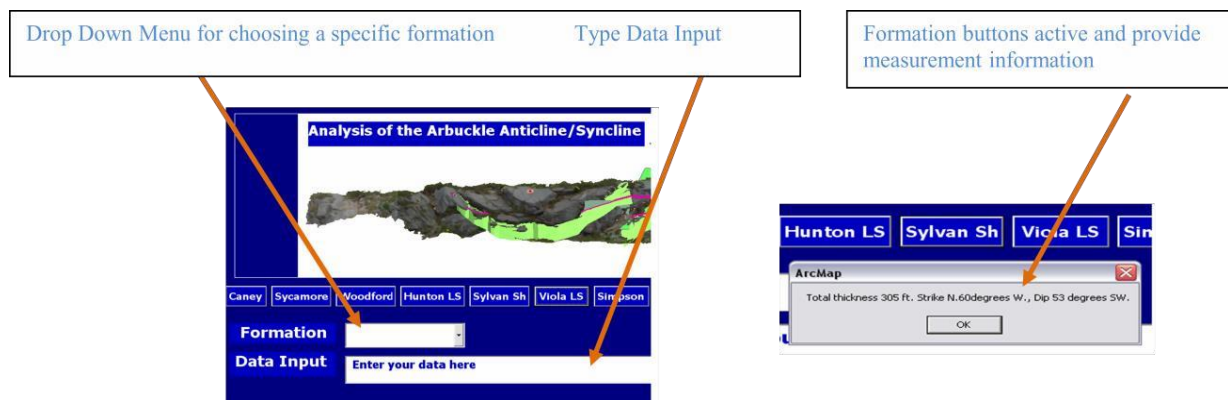 Drop Down Menu for choosing a specific formation Type Data Input
Formation buttons active and provide
measurement information
Analysis of the Arbuckle Anticline/Syncline
Caney Sycamore Woodford Hunton LS Sylvan Sh Viola LS Simpson
Formation
Data Input Enter your data here
Hunton LS Sylvan Sh Viola LS Sin
ArcMap
Total thickness 305 ft. Strike N.60degrees W., Dip 53 degrees SW.
OK